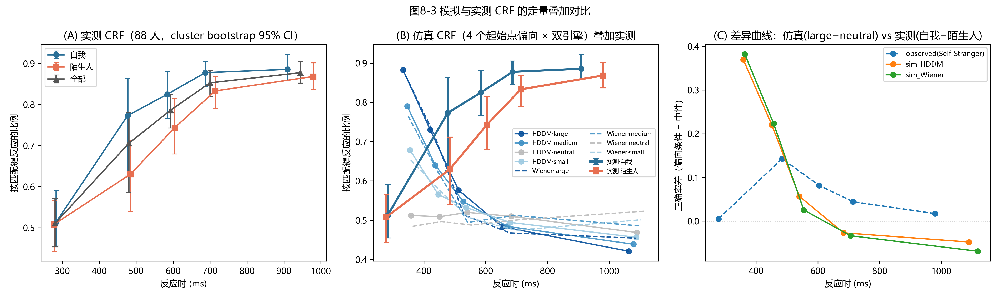 图8-3 模拟与实测 CRF 的定量叠加对比
(A) 实测 CRF（88 人，cluster bootstrap 95% CI）
自我
陌生人
全部
按匹配键反应的比例
0.9
0.8
0.7
0.6
0.5
300 400 500 600 700 800 900 1000
反应时 (ms)
(B) 仿真 CRF（4 个起始点偏向 × 双引擎）叠加实测
按匹配键反应的比例
0.9
0.8
0.7
0.6
0.5
0.4
HDDM·large
HDDM·medium
HDDM·neutral
HDDM·small
Wiener·large
Wiener·medium
Wiener·neutral
Wiener·small
实测·自我
实测·陌生人
400 600 800 1000
反应时 (ms)
(C) 差异曲线：仿真(large−neutral) vs 实测(自我−陌生人)
正确率差（偏向条件 − 中性）
0.4
0.3
0.2
0.1
0.0
observed(Self-Stranger)
sim_HDDM
sim_Wiener
400 600 800 1000
反应时 (ms)